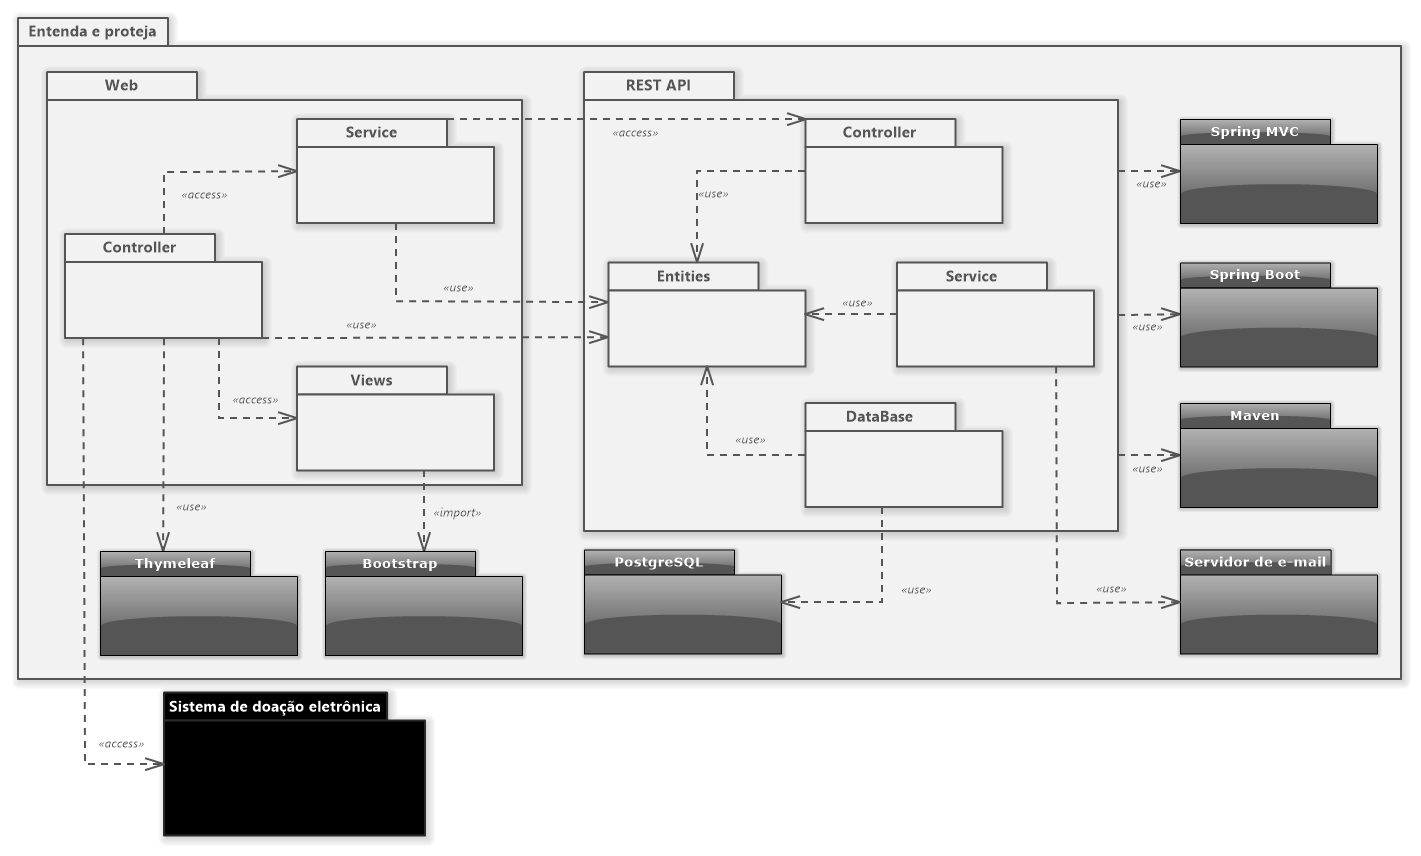 Entenda e proteja
Web
REST API
Service
«access»
Controller
Spring MVC
«use»
«access»
«use»
Controller
Entities
Service
Spring Boot
«use»
«use»
«use»
«use»
Views
«access»
DataBase
Maven
«use»
«use»
«use»
«import»
Thymeleaf
Bootstrap
PostgreSQL
Servidor de e-mail
«use»
«use»
Sistema de doação eletrônica
«access»